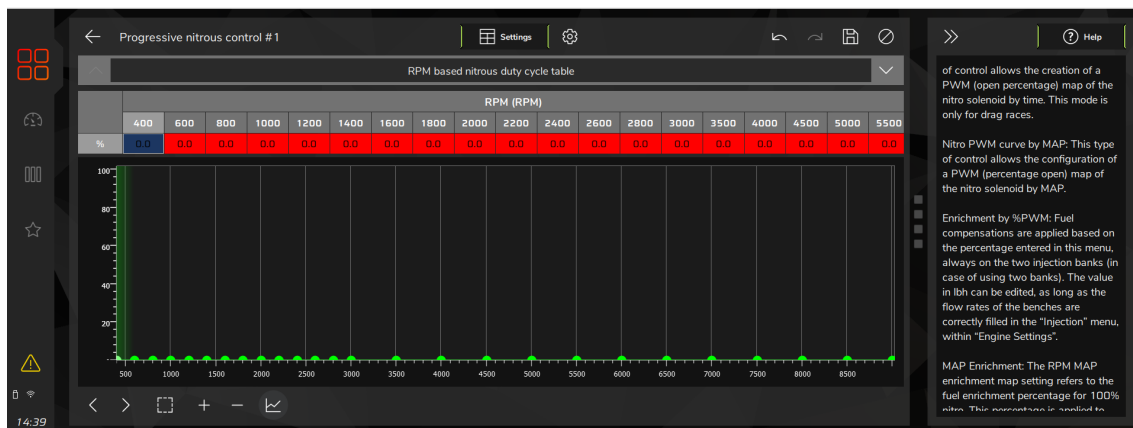 Progressive nitrous control #1
Settings
Help
RPM based nitrous duty cycle table
RPM (RPM)
400 600 800 1000 1200 1400 1600 1800 2000 2200 2400 2600 2800 3000 3500 4000 4500 5000 5500
% 0.0 0.0 0.0 0.0 0.0 0.0 0.0 0.0 0.0 0.0 0.0 0.0 0.0 0.0 0.0 0.0 0.0 0.0 0.0
100
80
60
40
20
500 1000 1500 2000 2500 3000 3500 4000 4500 5000 5500 6000 6500 7000 7500 8000 8500
14:39
of control allows the creation of a
PWM (open percentage) map of the
nitro solenoid by time. This mode is
only for drag races.
Nitro PWM curve by MAP: This type
of control allows the configuration of
a PWM (percentage open) map of
the nitro solenoid by MAP.
Enrichment by %PWM: Fuel
compensations are applied based on
the percentage entered in this menu,
always on the two injection banks (in
case of using two banks). The value
in lbh can be edited, as long as the
flow rates of the benches are
correctly filled in the “Injection” menu,
within “Engine Settings”.
MAP Enrichment: The RPM MAP
enrichment map setting refers to the
fuel enrichment percentage for 100%
nitro. This percentage is applied to